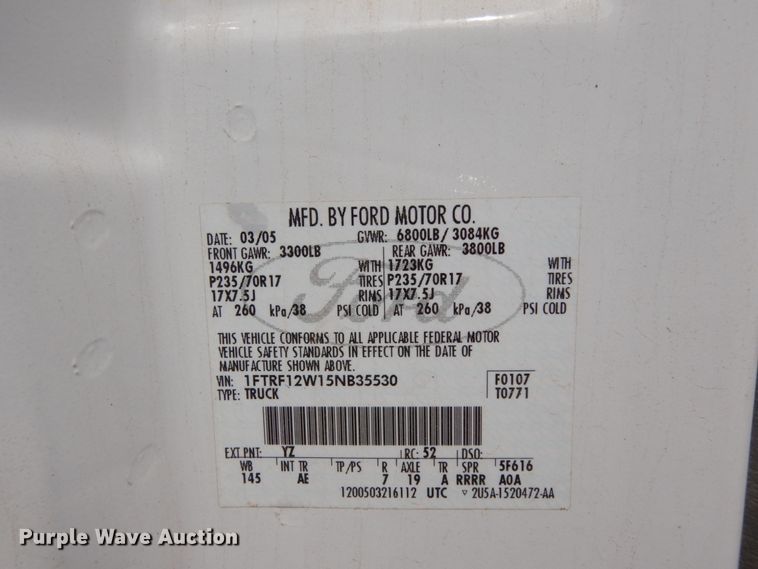 MFD. BY FORD MOTOR CO.
DATE: 03/05 GVWR: 6800LB/ 3084KG
FRONT GAWR: 3300LB REAR GAWR: 3800LB
1496KG WITH 1723KG WITH
P235/70R17 TIRES P235/70R17 TIRES
17X7.5J RIMS 17X7.5J RIMS
AT 260 kPa/38 PSI COLD AT 260 kPa/38 PSI COLD
Ford
THIS VEHICLE CONFORMS TO ALL APPLICABLE FEDERAL MOTOR
VEHICLE SAFETY STANDARDS IN EFFECT ON THE DATE OF
MANUFACTURE SHOWN ABOVE.
VIN: 1FTRF12W15NB35530 F0107
TYPE: TRUCK T0771
EXT PNT: YZ RC: 52 DSO:
WB INT TR TP/PS R AXLE TR SPR 5F616
145 AE 7 19 A RRRR A0A
1200503216112 UTC ▽ 2U5A-1520472-AA
Purple Wave Auction